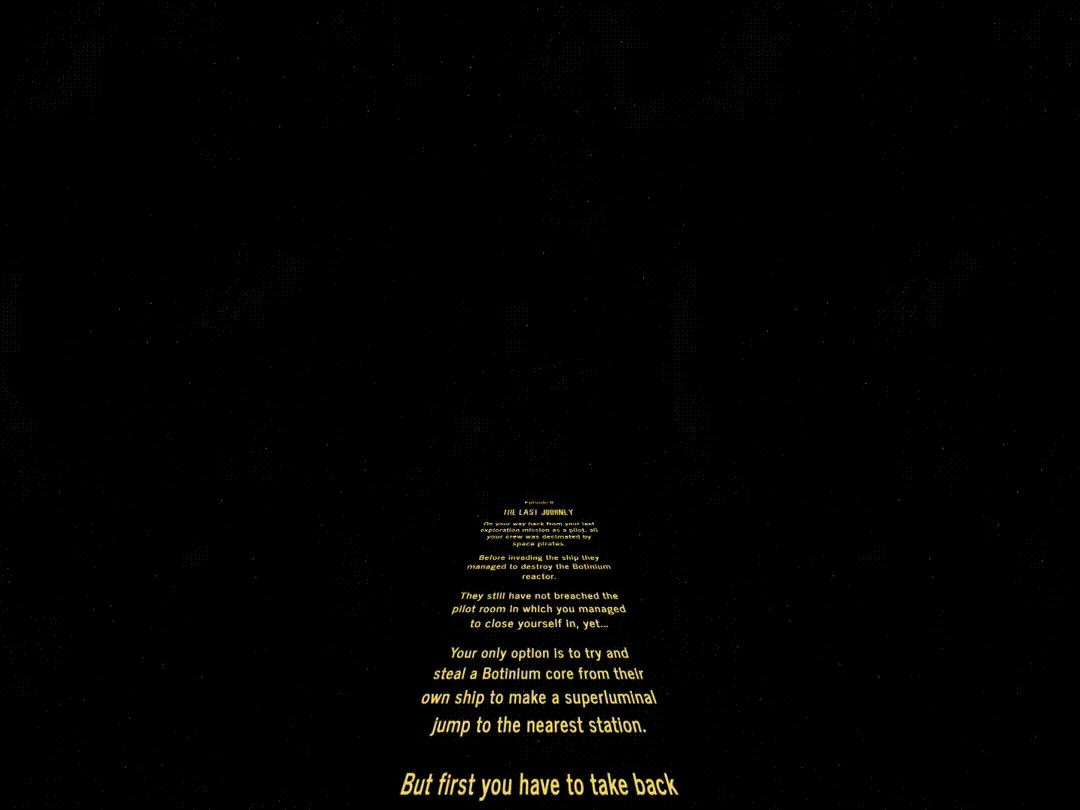 THE LAST JOURNEY
On your way back from your last
exploration mission as a pilot, all
your crew was decimated by
space pirates.
Before invading the ship they
managed to destroy the Botinium
reactor.
They still have not breached the
pilot room in which you managed
to close yourself in, yet...
Your only option is to try and
steal a Botinium core from their
own ship to make a superluminal
jump to the nearest station.
But first you have to take back